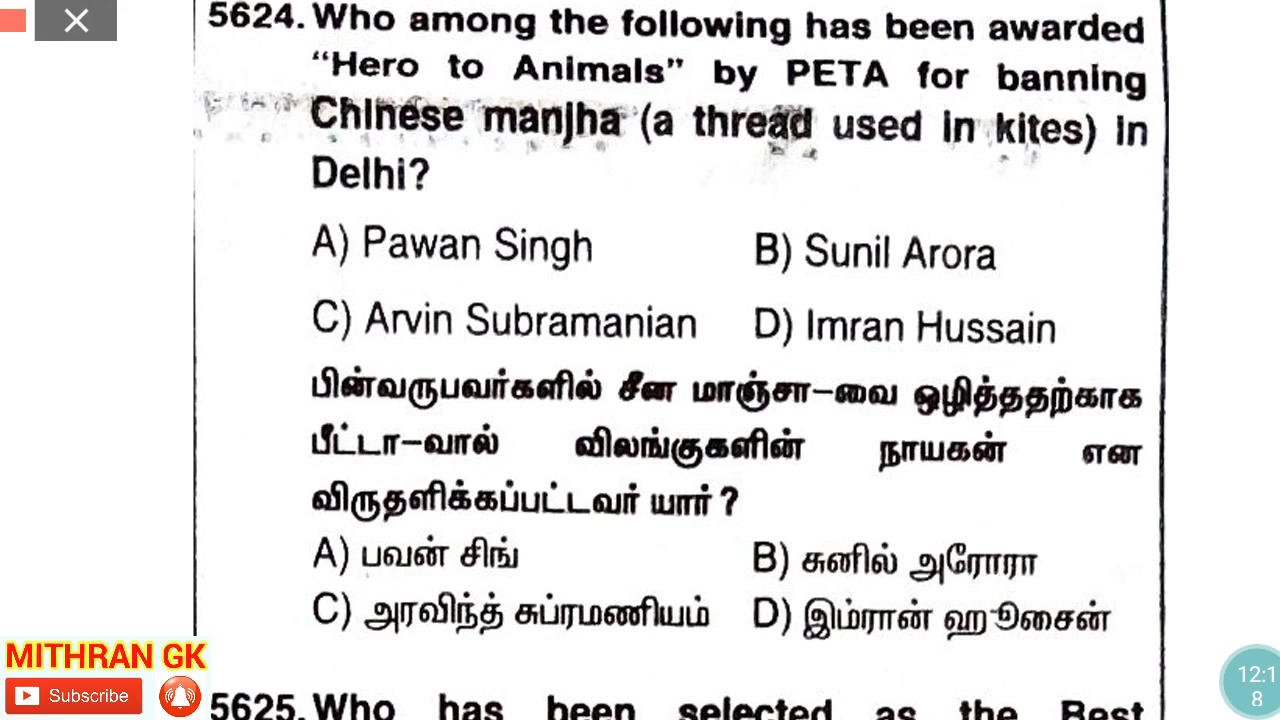 5624. Who among the following has been awarded
“Hero to Animals” by PETA for banning
Chinese manjha (a thread used in kites) in
Delhi?
A) Pawan Singh B) Sunil Arora
C) Arvin Subramanian D) Imran Hussain
பின்வருபவர்களில் சீன மாஞ்சா–வை ஒழித்ததற்காக
பீட்டா–வால் விலங்குகளின் நாயகன் என
விருதளிக்கப்பட்டவர் யார் ?
A) பவன் சிங் B) சுனில் அரோரா
C) அரவிந்த் சுப்ரமணியம் D) இம்ரான் ஹூசைன்
MITHRAN GK
Subscribe
12:1
8
5625. Who has been selected as the Best